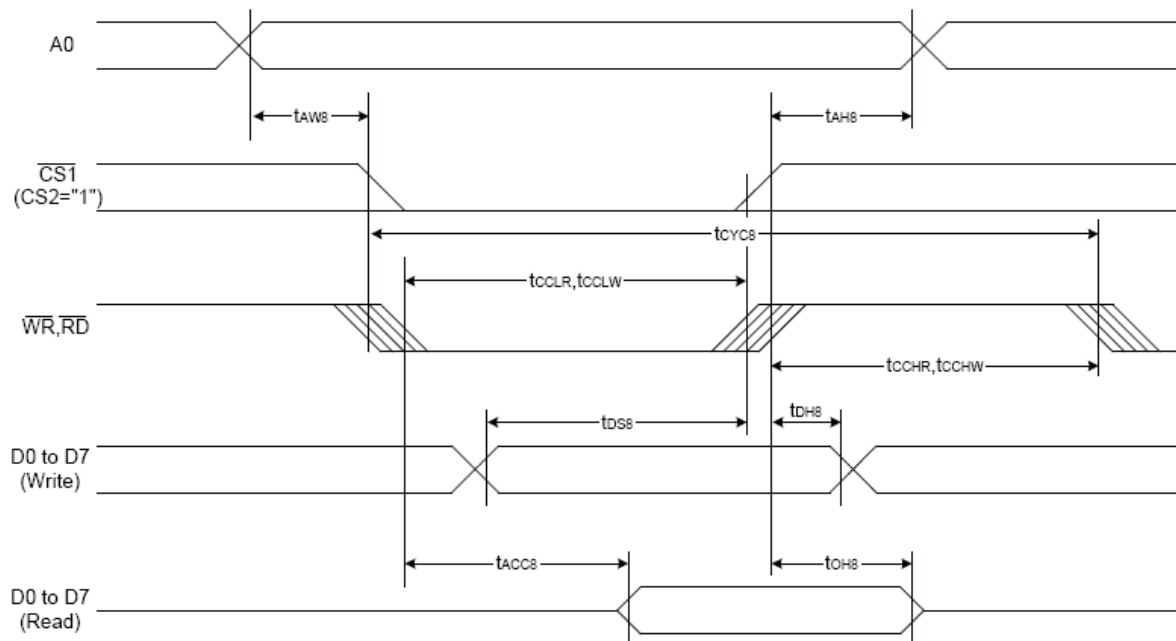 A0
tAW8
tAH8
CS1
(CS2="1")
tCYC8
tCCLR,tCCLW
WR,RD
tCCHR,tCCHW
tDS8
tDH8
D0 to D7
(Write)
tACC8
tOH8
D0 to D7
(Read)